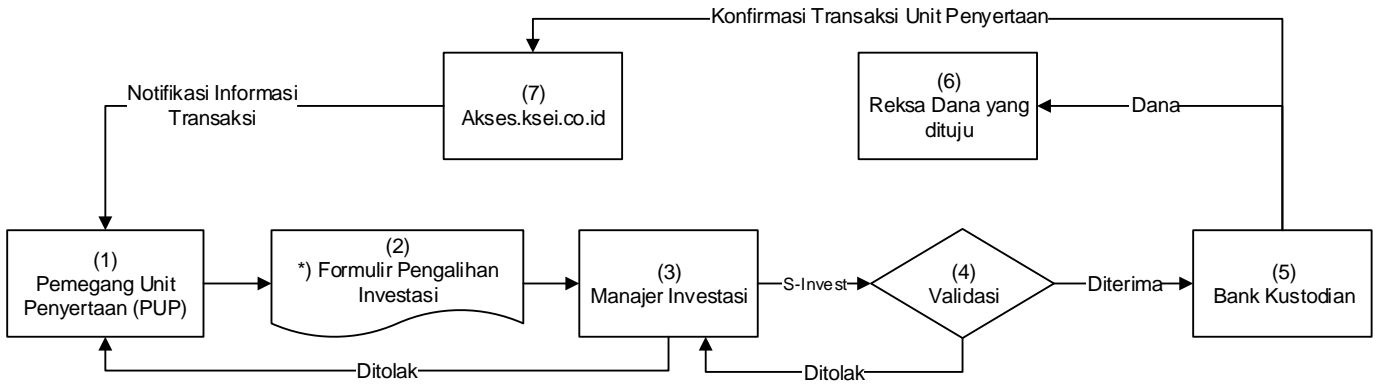 Konfirmasi Transaksi Unit Penyertaan
(7)
Akses.ksei.co.id
(6)
Reksa Dana yang
dituju
Notifikasi Informasi
Transaksi
Dana
(1)
Pemegang Unit
Penyertaan (PUP)
(2)
*) Formulir Pengalihan
Investasi
(3)
Manajer Investasi
S-Invest
(4)
Validasi
Diterima
(5)
Bank Kustodian
Ditolak
Ditolak